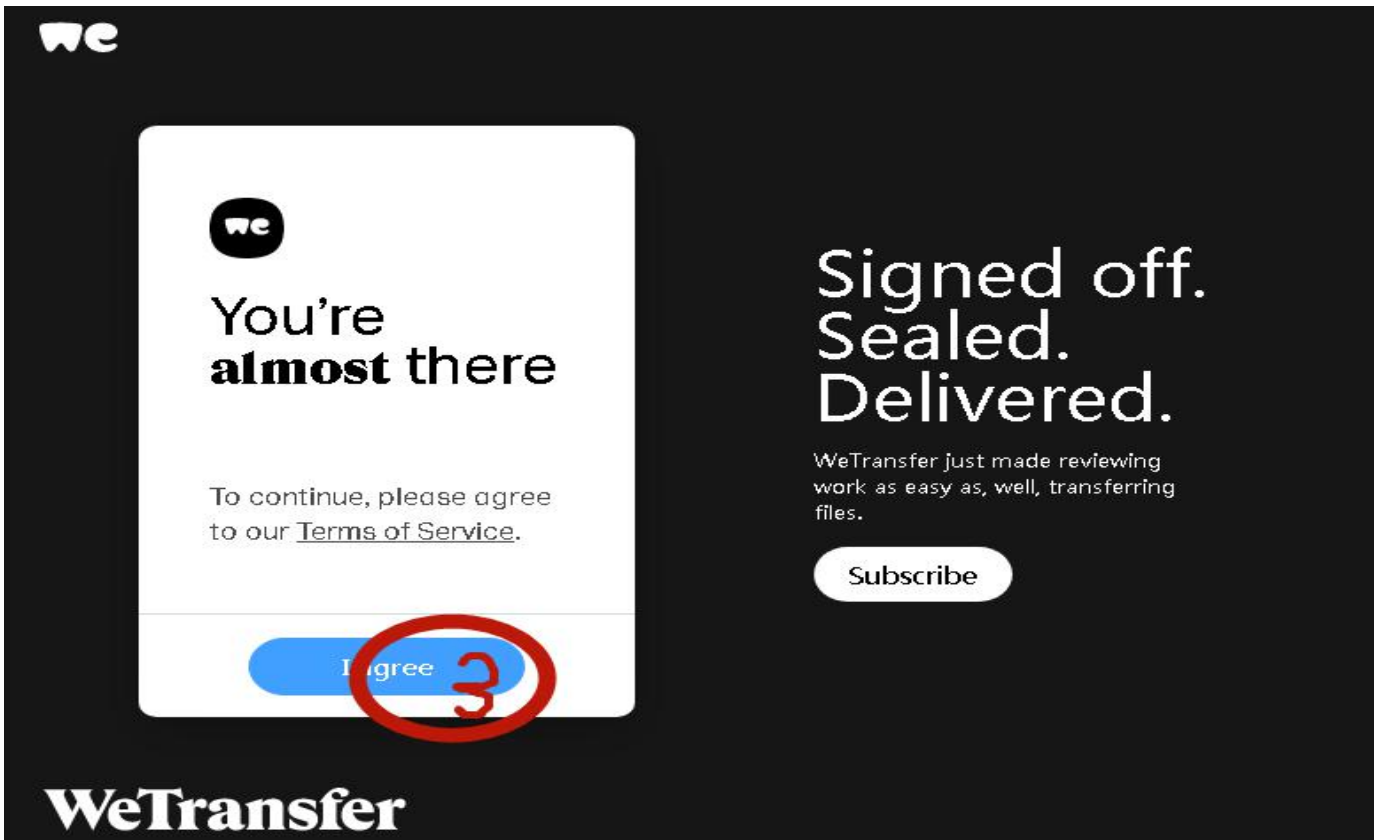 we
we
You're
almost there
To continue, please agree
to our Terms of Service.
I agree
3
Signed off.
Sealed.
Delivered.
WeTransfer just made reviewing
work as easy as, well, transferring
files.
Subscribe
WeTransfer